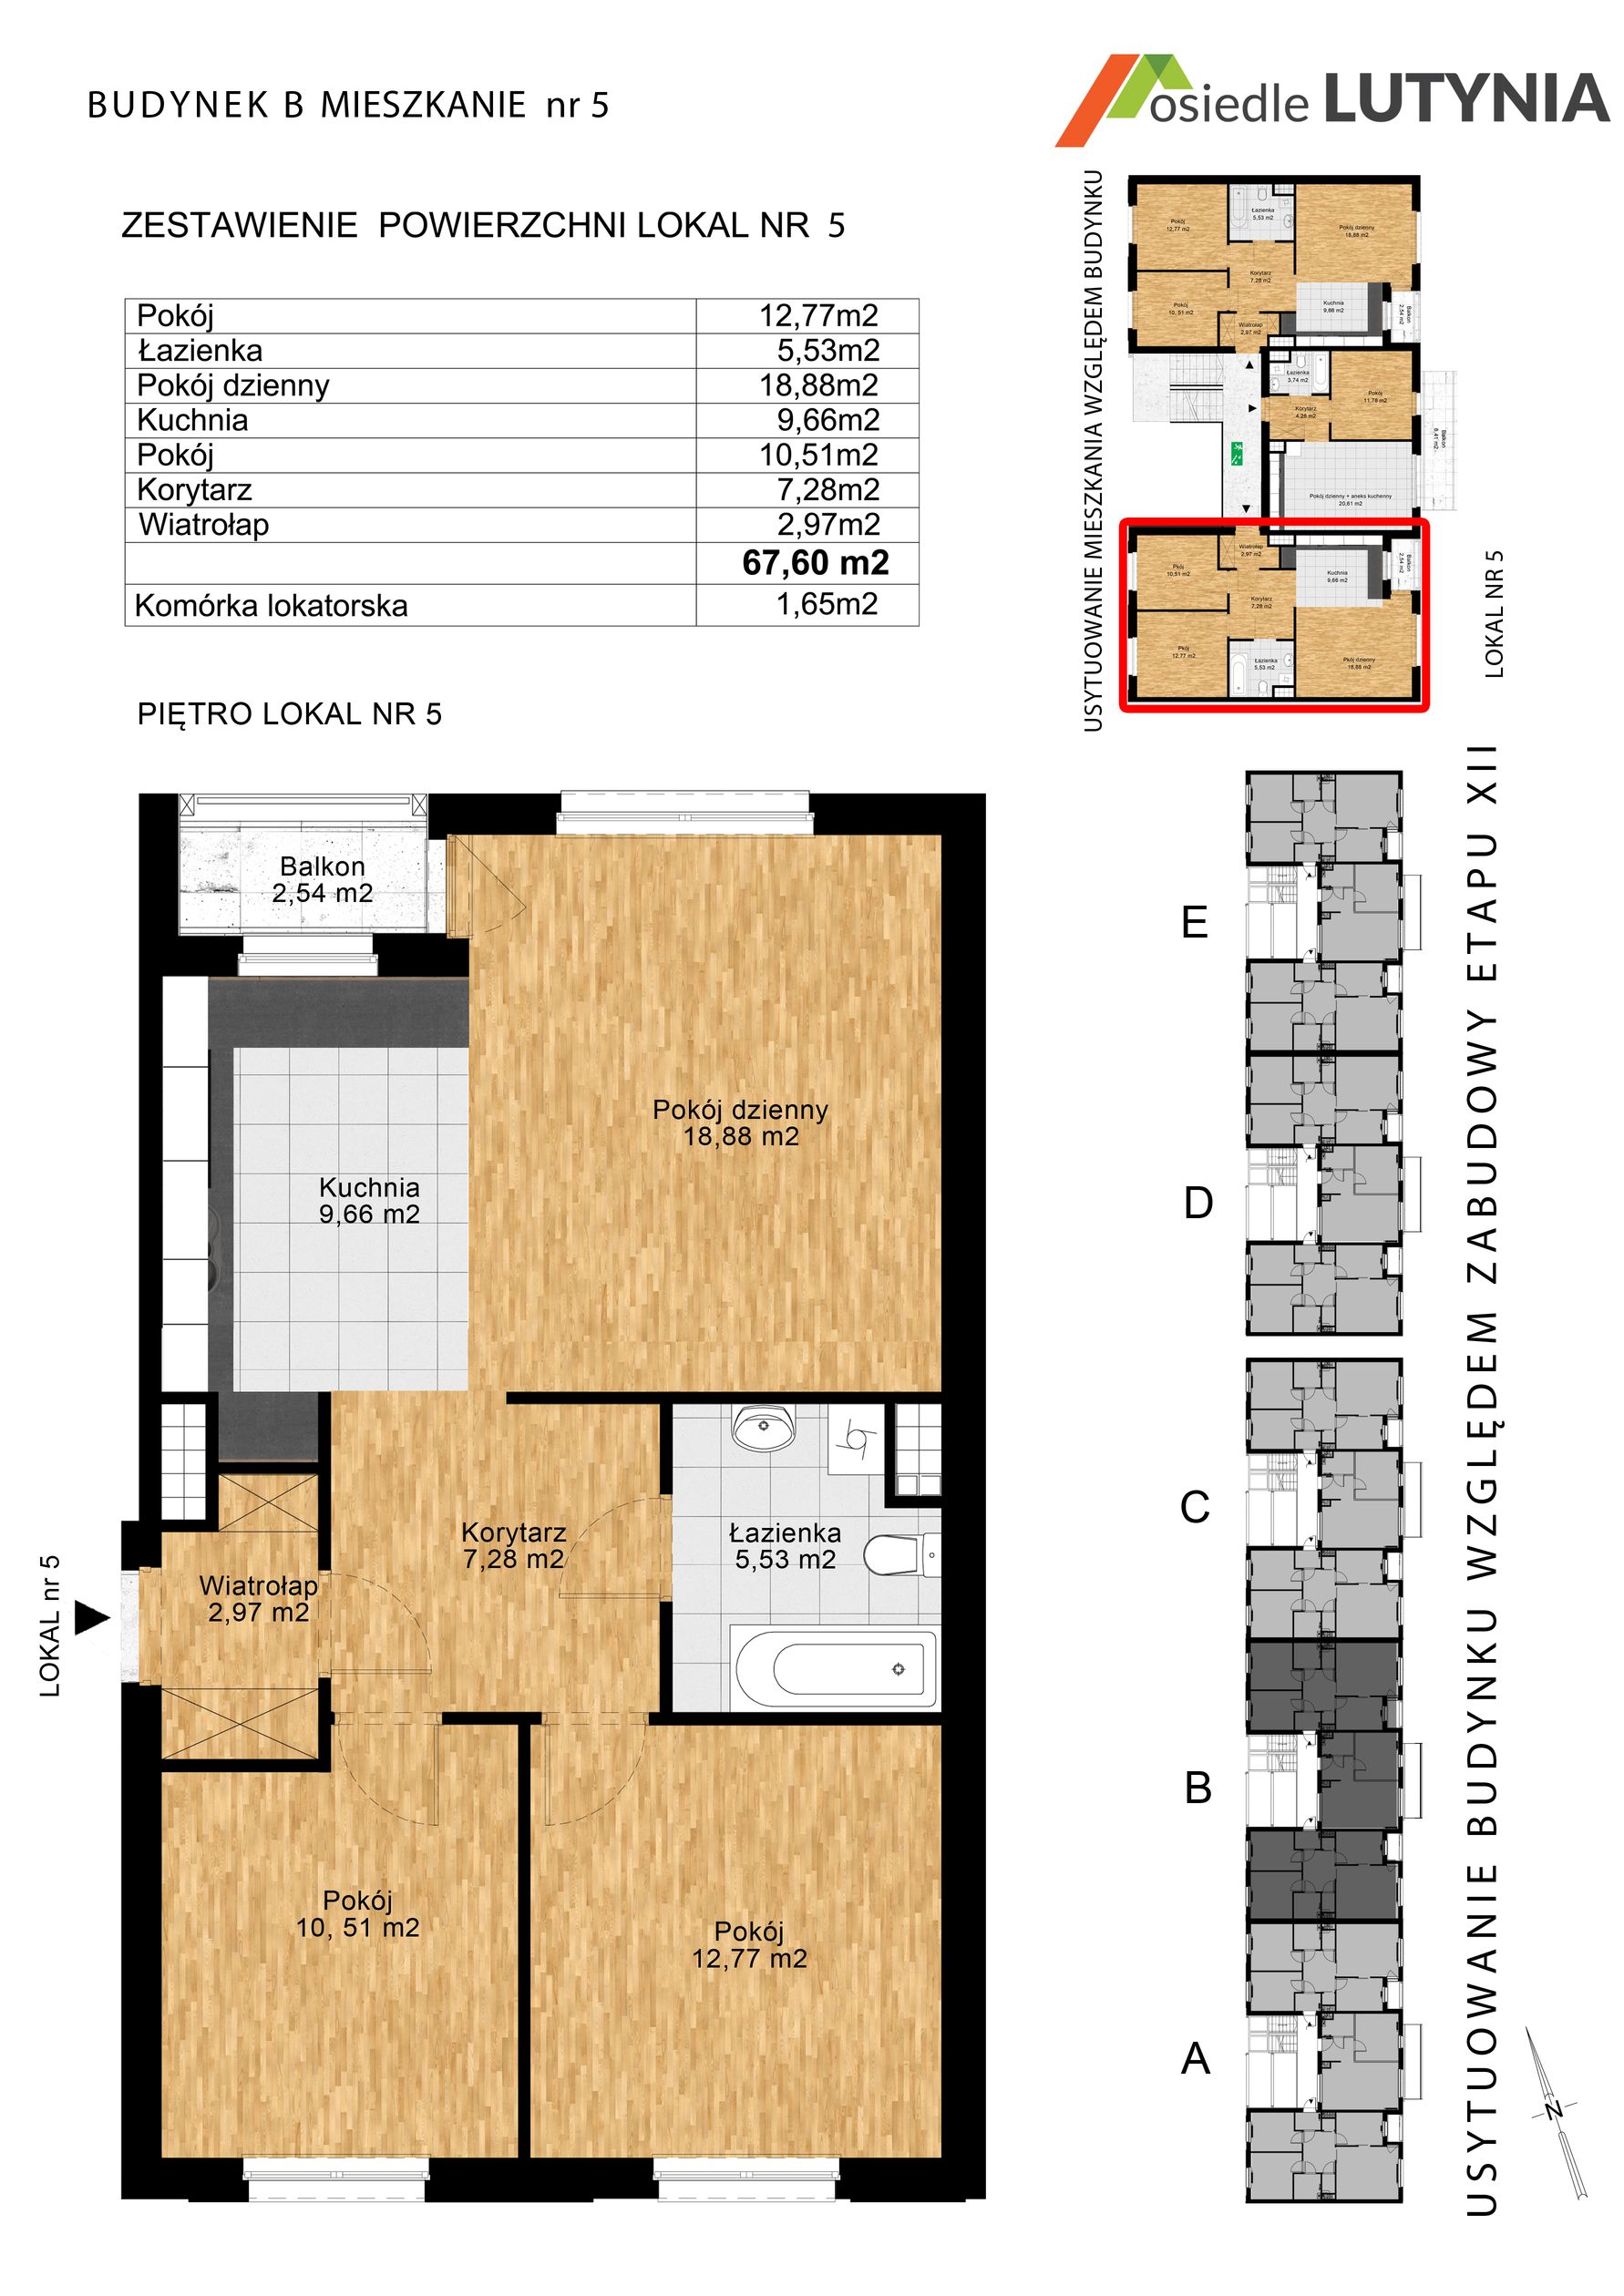 BUDYNEK B MIESZKANIE nr 5
osiedle LUTYNIA
ZESTAWIENIE POWIERZCHNI LOKAL NR 5
Pokój 12,77m2
Łazienka 5,53m2
Pokój dzienny 18,88m2
Kuchnia 9,66m2
Pokój 10,51m2
Korytarz 7,28m2
Wiatrołap 2,97m2
67,60 m2
Komórka lokatorska 1,65m2
PIĘTRO LOKAL NR 5
Balkon
2,54 m2
Pokój dzienny
18,88 m2
Kuchnia
9,66 m2
Korytarz
7,28 m2
Łazienka
5,53 m2
Wiatrołap
2,97 m2
LOKAL nr 5
Pokój
10, 51 m2
Pokój
12,77 m2
USYTUOWANIE MIESZKANIA WZGLĘDEM BUDYNKU
Pokój
12,77 m2
Łazienka
5,53 m2
Pokój dzienny
18,88 m2
Korytarz
7,28 m2
Pokój
10, 51 m2
Kuchnia
9,66 m2
Balkon
2,54 m2
Wiatrołap
2,97 m2
Łazienka
3,74 m2
Pokój
11,78 m2
Korytarz
4,28 m2
Balkon
8,41 m2
Pokój dzienny + aneks kuchenny
20,61 m2
Wiatrołap
2,97 m2
Pkój
10,51 m2
Kuchnia
9,66 m2
Balkon
2,54 m2
Korytarz
7,28 m2
Pkój
12,77 m2
Łazienka
5,53 m2
Pkój dzienny
18,88 m2
LOKAL NR 5
E
D
C
B
A
USYTUOWANIE BUDYNKU WZGLĘDEM ZABUDOWY ETAPU XII
N